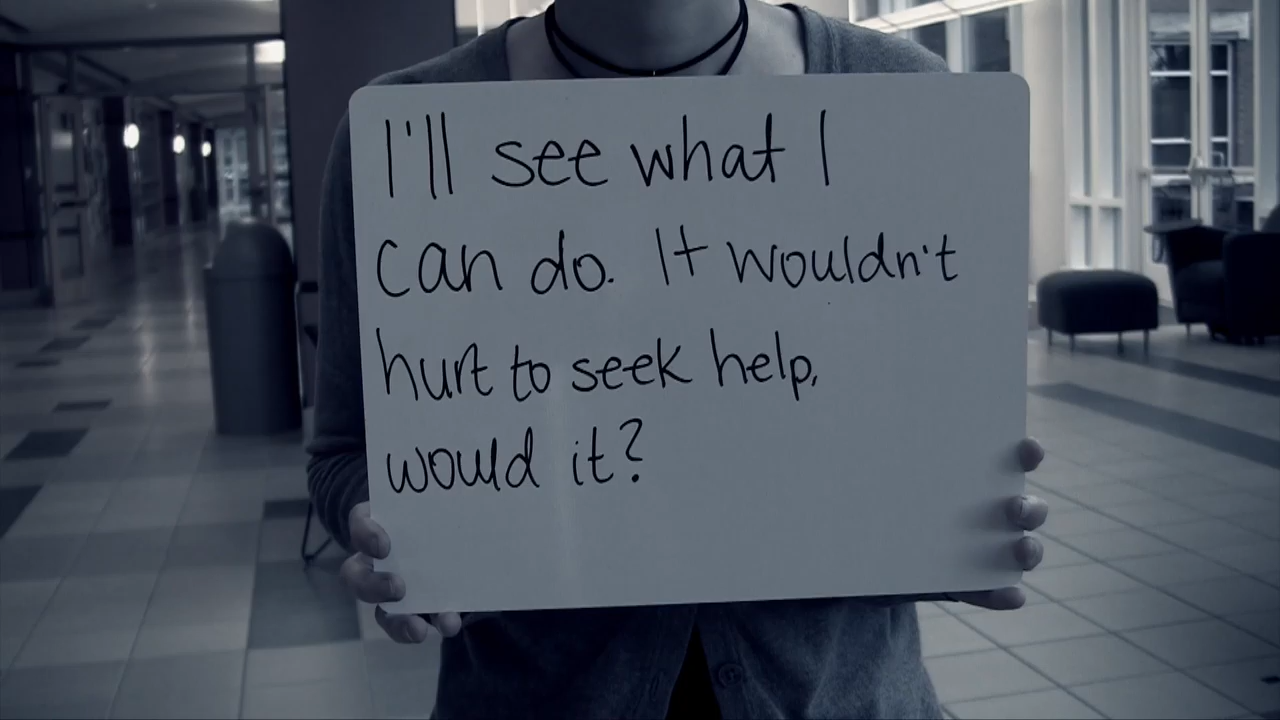 I'll see what I
can do. It wouldn't
hurt to seek help,
would it?